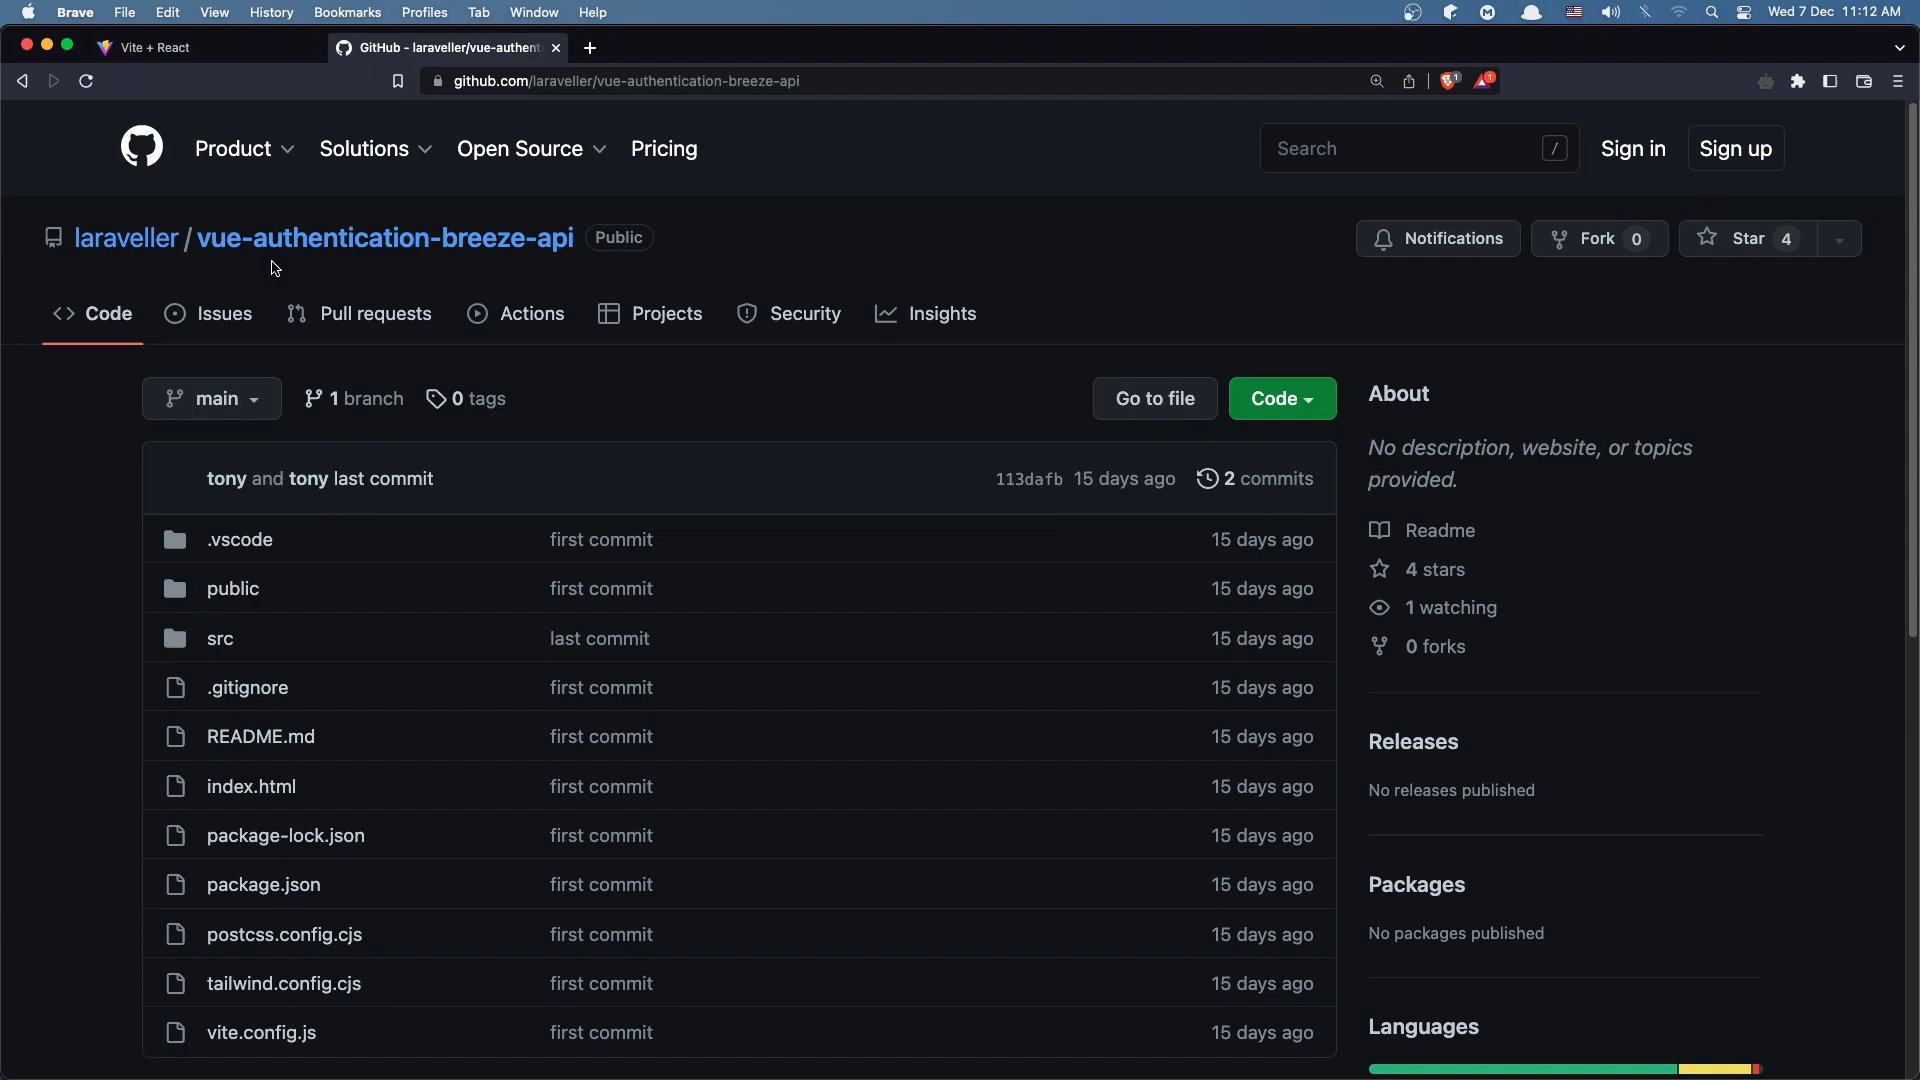 Brave File Edit View History Bookmarks Profiles Tab Window Help Wed 7 Dec 11:12 AM
Vite + React GitHub - laraveller/vue-authent
github.com/laraveller/vue-authentication-breeze-api 1 1
Product Solutions Open Source Pricing Search / Sign in Sign up
laraveller / vue-authentication-breeze-api Public Notifications Fork 0 Star 4
Code Issues Pull requests Actions Projects Security Insights
main 1 branch 0 tags Go to file Code
tony and tony last commit 113dafb 15 days ago 2 commits
.vscode first commit 15 days ago
public first commit 15 days ago
src last commit 15 days ago
.gitignore first commit 15 days ago
README.md first commit 15 days ago
index.html first commit 15 days ago
package-lock.json first commit 15 days ago
package.json first commit 15 days ago
postcss.config.cjs first commit 15 days ago
tailwind.config.cjs first commit 15 days ago
vite.config.js first commit 15 days ago
About
No description, website, or topics
provided.
Readme
4 stars
1 watching
0 forks
Releases
No releases published
Packages
No packages published
Languages